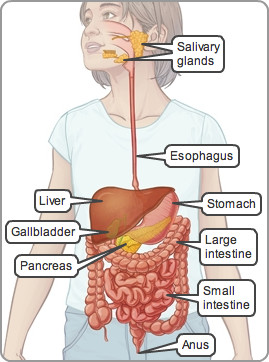 Salivary
glands
Esophagus
Liver
Stomach
Gallbladder
Large
intestine
Pancreas
Small
intestine
Anus